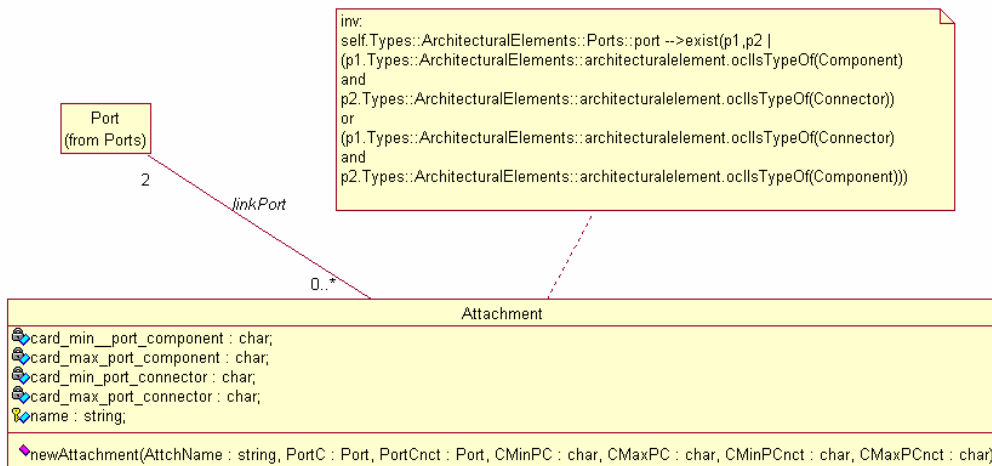 inv:
self.Types::ArchitecturalElements::Ports::port -->exist(p1,p2 |
(p1.Types::ArchitecturalElements::architecturalelement.oclIsTypeOf(Component)
and
p2.Types::ArchitecturalElements::architecturalelement.oclIsTypeOf(Connector))
or
(p1.Types::ArchitecturalElements::architecturalelement.oclIsTypeOf(Connector)
and
p2.Types::ArchitecturalElements::architecturalelement.oclIsTypeOf(Component)))
Port
(from Ports)
2
linkPort
0..*
Attachment
card_min__port_component : char;
card_max_port_component : char;
card_min_port_connector : char;
card_max_port_connector : char;
name : string;
newAttachment(AttchName : string, PortC : Port, PortCnct : Port, CMinPC : char, CMaxPC : char, CMinPCnct : char, CMaxPCnct : char)